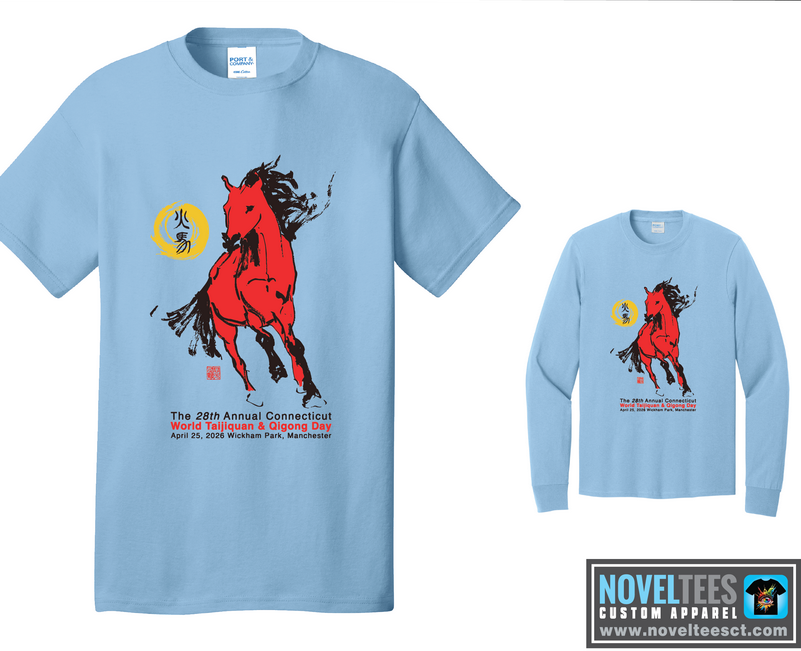 PORT &
COMPANY
火
馬
The 28th Annual Connecticut
World Taijiquan & Qigong Day
April 25, 2026 Wickham Park, Manchester
火
馬
The 28th Annual Connecticut
World Taijiquan & Qigong Day
April 25, 2026 Wickham Park, Manchester
NOVELTEES
CUSTOM APPAREL
www.novelteesct.com